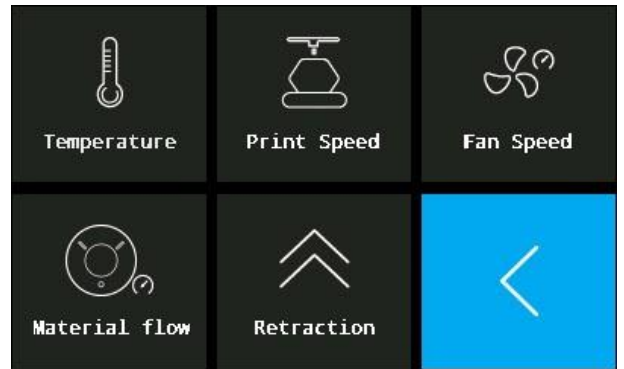 Temperature
Print Speed
Fan Speed
Material flow
Retraction